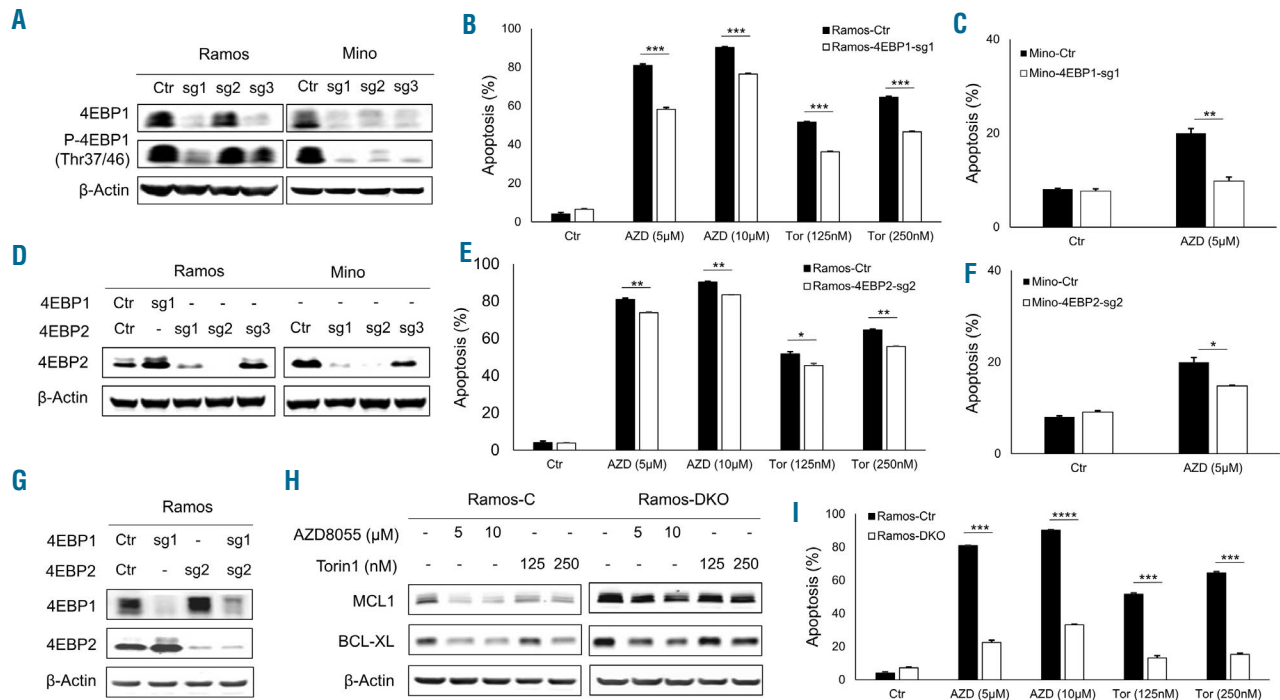 A
Ramos Mino
Ctr sg1 sg2 sg3 Ctr sg1 sg2 sg3
4EBP1
P-4EBP1
(Thr37/46)
β-Actin
B
Apoptosis (%)
100
80
60
40
20
0
Ramos-Ctr
Ramos-4EBP1-sg1
*** *** *** ***
Ctr AZD (5µM) AZD (10µM) Tor (125nM) Tor (250nM)
C
Apoptosis (%)
40
20
0
Mino-Ctr
Mino-4EBP1-sg1
**
Ctr AZD (5µM)
D
Ramos Mino
4EBP1 Ctr sg1 - - - - - - -
4EBP2 Ctr - sg1 sg2 sg3 Ctr sg1 sg2 sg3
4EBP2
β-Actin
E
Apoptosis (%)
100
80
60
40
20
0
Ramos-Ctr
Ramos-4EBP2-sg2
** ** * **
Ctr AZD (5µM) AZD (10µM) Tor (125nM) Tor (250nM)
F
Apoptosis (%)
40
20
0
Mino-Ctr
Mino-4EBP2-sg2
*
Ctr AZD (5µM)
G
Ramos
4EBP1 Ctr sg1 - sg1
4EBP2 Ctr - sg2 sg2
4EBP1
4EBP2
β-Actin
H
Ramos-C Ramos-DKO
AZD8055 (µM) - 5 10 - - - 5 10 - -
Torin1 (nM) - - - 125 250 - - - 125 250
MCL1
BCL-XL
β-Actin
I
Apoptosis (%)
100
80
60
40
20
0
Ramos-Ctr
Ramos-DKO
*** **** *** ***
Ctr AZD (5µM) AZD (10µM) Tor (125nM) Tor (250nM)